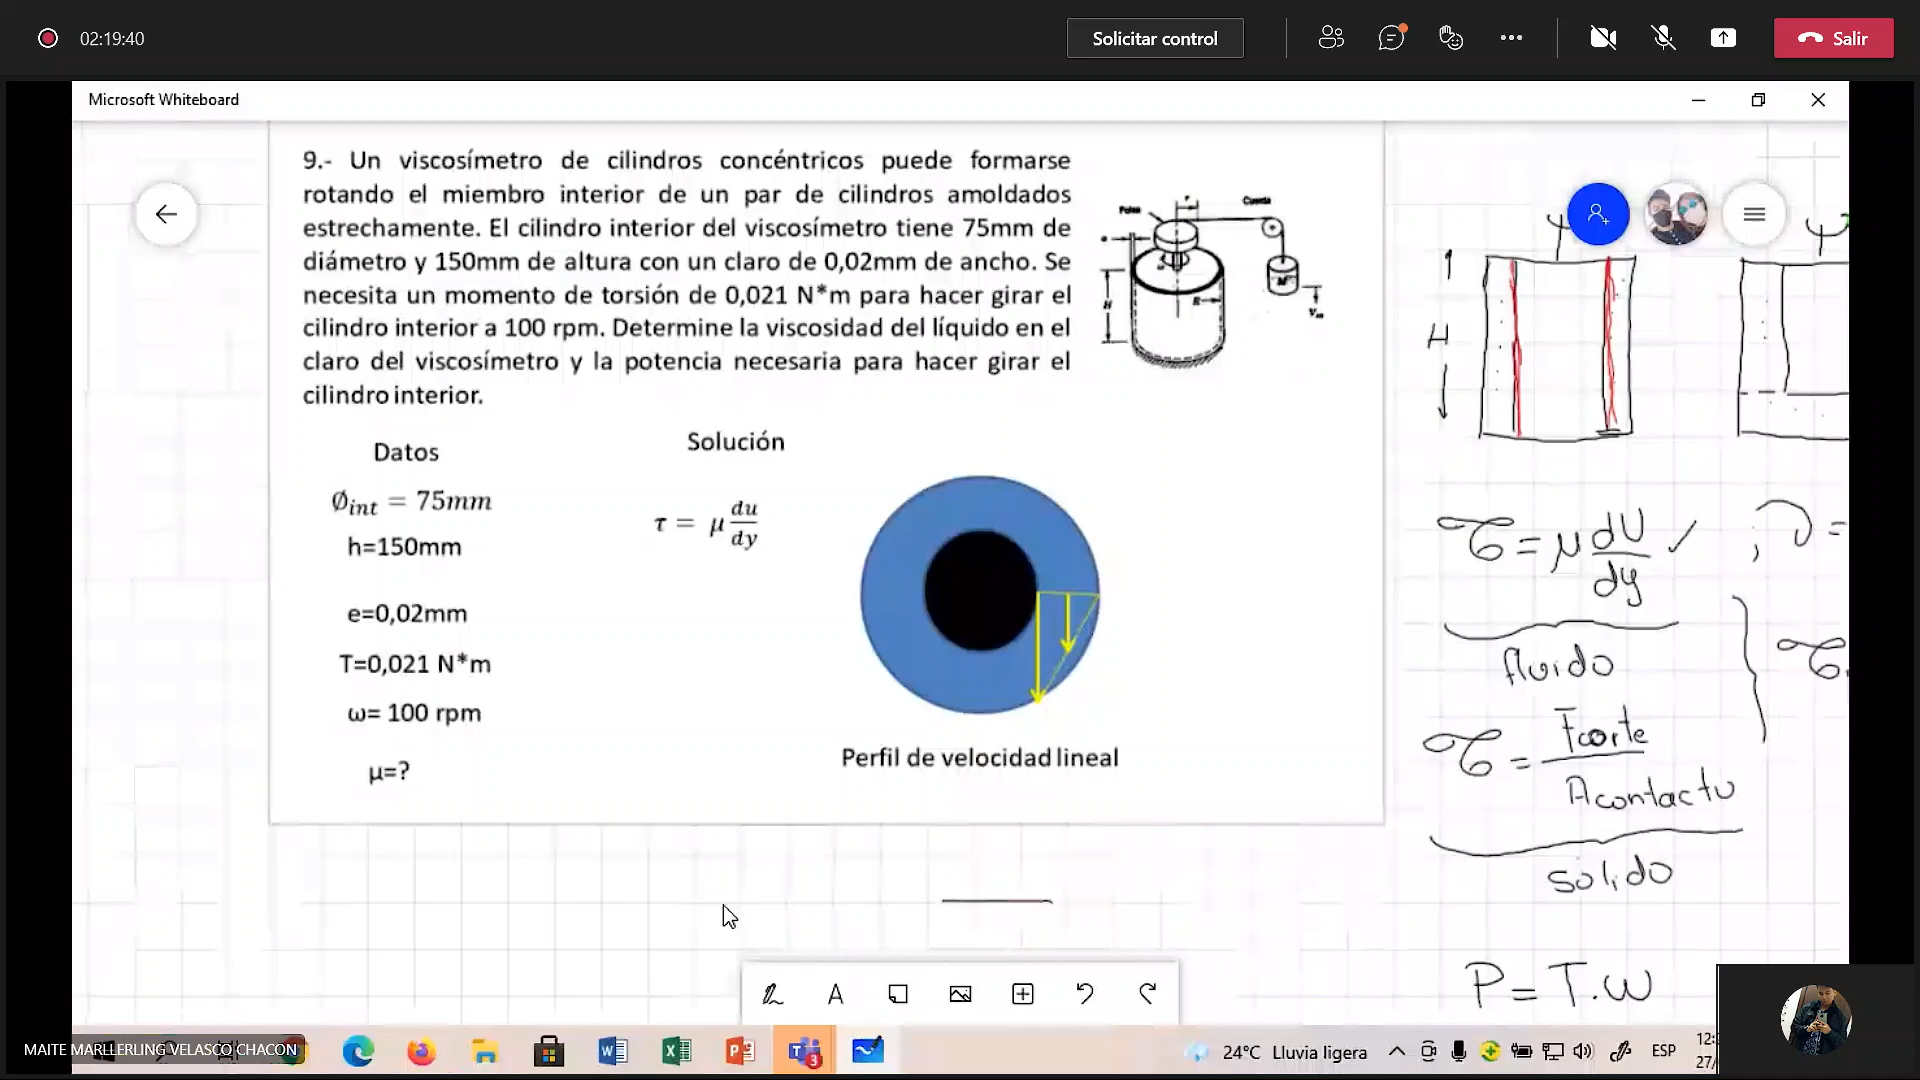 02:19:40
Solicitar control
Salir
Microsoft Whiteboard
9.- Un viscosímetro de cilindros concéntricos puede formarse
rotando el miembro interior de un par de cilindros amoldados
estrechamente. El cilindro interior del viscosímetro tiene 75mm de
diámetro y 150mm de altura con un claro de 0,02mm de ancho. Se
necesita un momento de torsión de 0,021 N*m para hacer girar el
cilindro interior a 100 rpm. Determine la viscosidad del líquido en el
claro del viscosímetro y la potencia necesaria para hacer girar el
cilindro interior.
Polea
Cuerda
r
a
H
R
M
Vm
Datos
Solución
Ø_int = 75mm
h=150mm
τ = μ du/dy
e=0,02mm
T=0,021 N*m
ω= 100 rpm
μ=?
Perfil de velocidad lineal
H
τ = μ dU/dy ✓ ; ν =
fluido
τ = Fcorte/Acontacto
solido
P = T.ω
MAITE MARLLERLING VELASCO CHACON
3
24°C Lluvia ligera
ESP
12:
27/